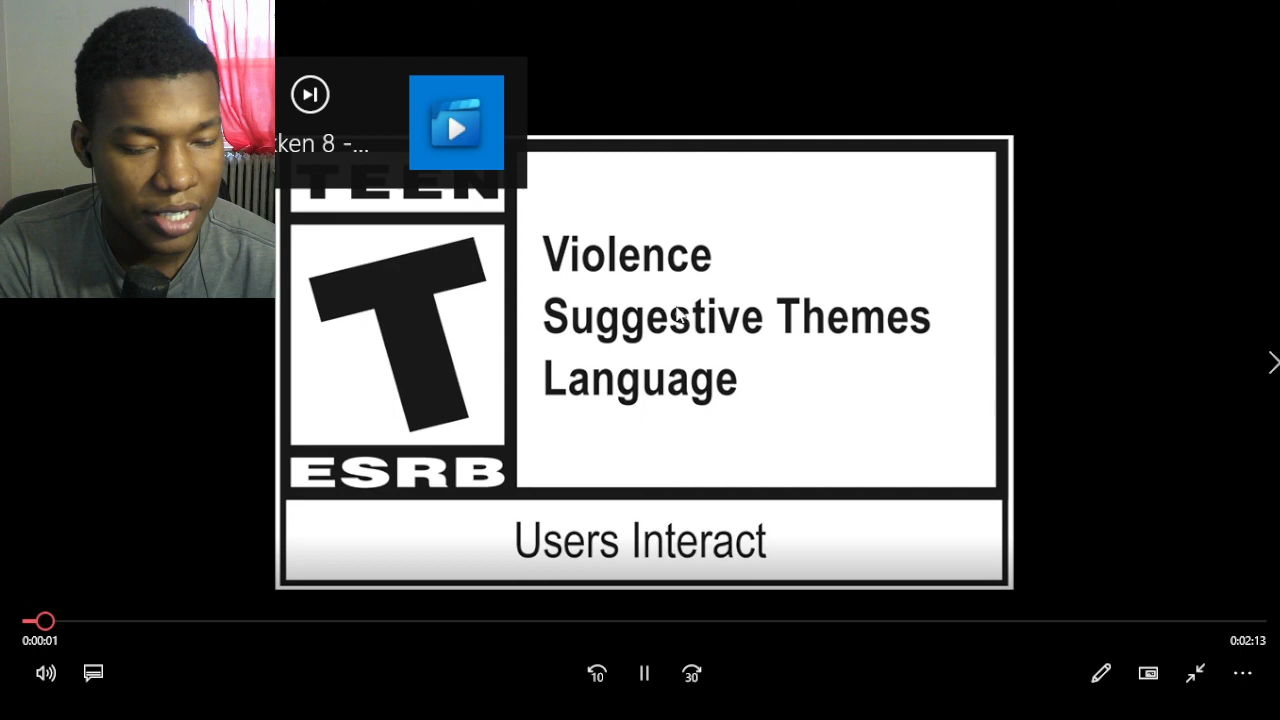 ken 8 -...
TEEN
T
Violence
Suggestive Themes
Language
ESRB
Users Interact
0:00:01
0:02:13
10
30